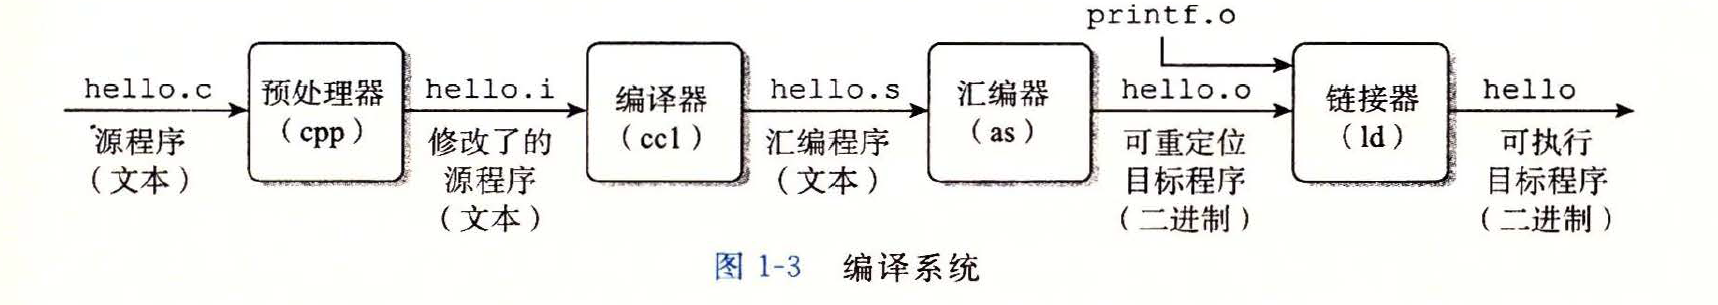 printf.o
hello.c
源程序
(文本)
预处理器
(cpp)
hello.i
修改了的
源程序
(文本)
编译器
(cc1)
hello.s
汇编程序
(文本)
汇编器
(as)
hello.o
可重定位
目标程序
(二进制)
链接器
(ld)
hello
可执行
目标程序
(二进制)
图 1-3 编译系统